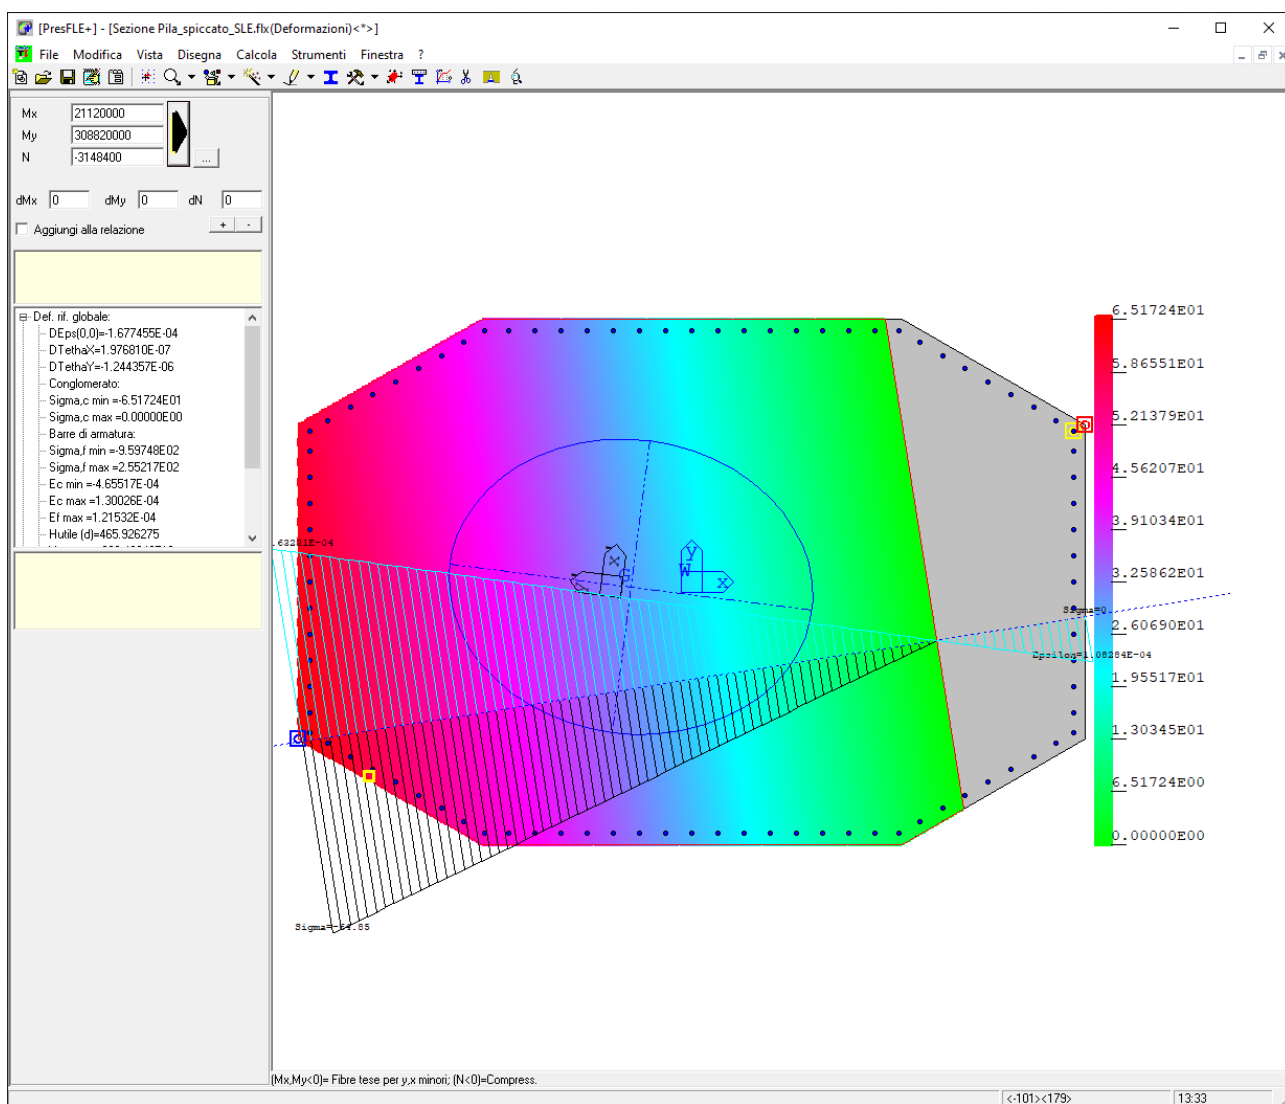 [PresFLE+] - [Sezione Pila_spiccato_SLE.flx(Deformazioni)<*>]
File Modifica Vista Disegna Calcola Strumenti Finestra ?
Mx 21120000
My 308820000
N -3148400
...
dMx 0 dMy 0 dN 0
+ -
Aggiungi alla relazione
Def. rif. globale:
DEps(0,0)=-1.677455E-04
DTethaX=1.976810E-07
DTethaY=-1.244357E-06
Conglomerato:
Sigma,c min =-6.51724E01
Sigma,c max =0.00000E00
Barre di armatura:
Sigma,f min =-9.59748E02
Sigma,f max =2.55217E02
Ec min =-4.65517E-04
Ec max =1.30026E-04
Ef max =1.21532E-04
Hutile (d)=465.926275
6.51724E01
5.86551E01
5.21379E01
4.56207E01
3.91034E01
3.25862E01
2.60690E01
1.95517E01
1.30345E01
6.51724E00
0.00000E00
.63281E-04
x
G
y
W
x
Sigma=0
Epsilon=1.08284E-04
Sigma=-64.85
(Mx,My<0)= Fibre tese per y,x minori; (N<0)=Compress.
<-101><179> 13:33